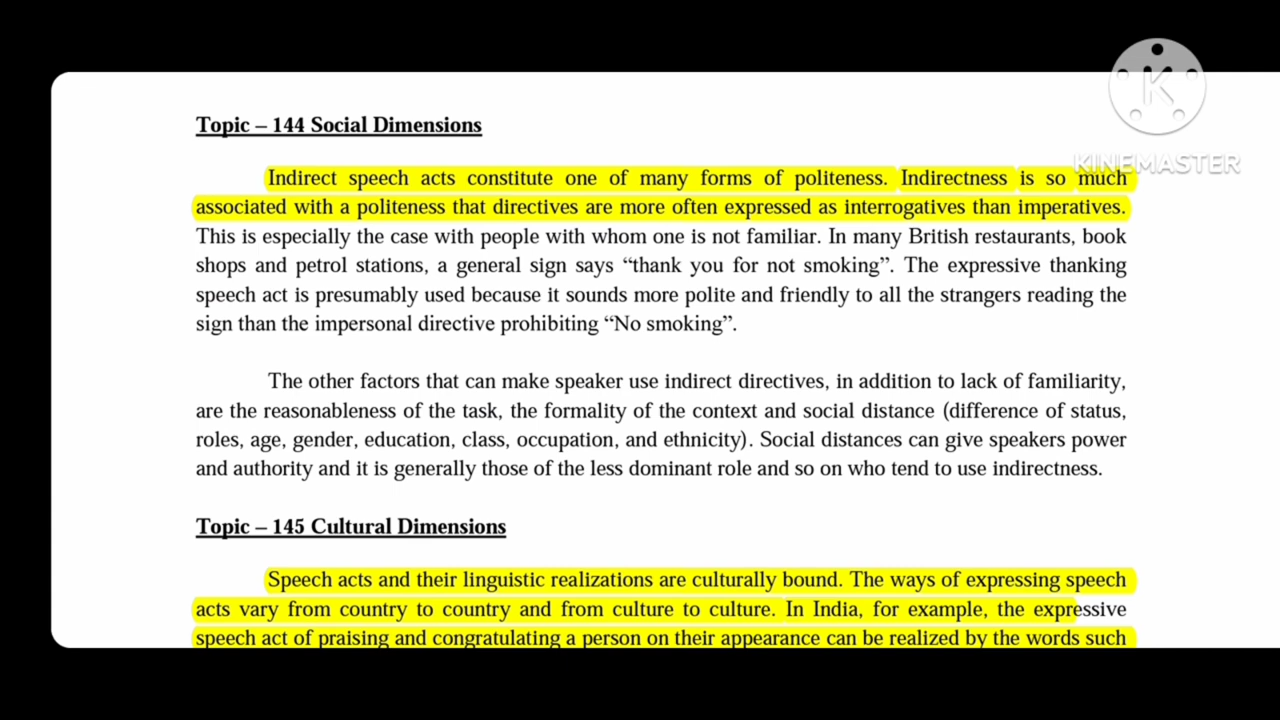 KINEMASTER
Topic – 144 Social Dimensions
Indirect speech acts constitute one of many forms of politeness. Indirectness is so much
associated with a politeness that directives are more often expressed as interrogatives than imperatives.
This is especially the case with people with whom one is not familiar. In many British restaurants, book
shops and petrol stations, a general sign says “thank you for not smoking”. The expressive thanking
speech act is presumably used because it sounds more polite and friendly to all the strangers reading the
sign than the impersonal directive prohibiting “No smoking”.
The other factors that can make speaker use indirect directives, in addition to lack of familiarity,
are the reasonableness of the task, the formality of the context and social distance (difference of status,
roles, age, gender, education, class, occupation, and ethnicity). Social distances can give speakers power
and authority and it is generally those of the less dominant role and so on who tend to use indirectness.
Topic – 145 Cultural Dimensions
Speech acts and their linguistic realizations are culturally bound. The ways of expressing speech
acts vary from country to country and from culture to culture. In India, for example, the expressive
speech act of praising and congratulating a person on their appearance can be realized by the words such